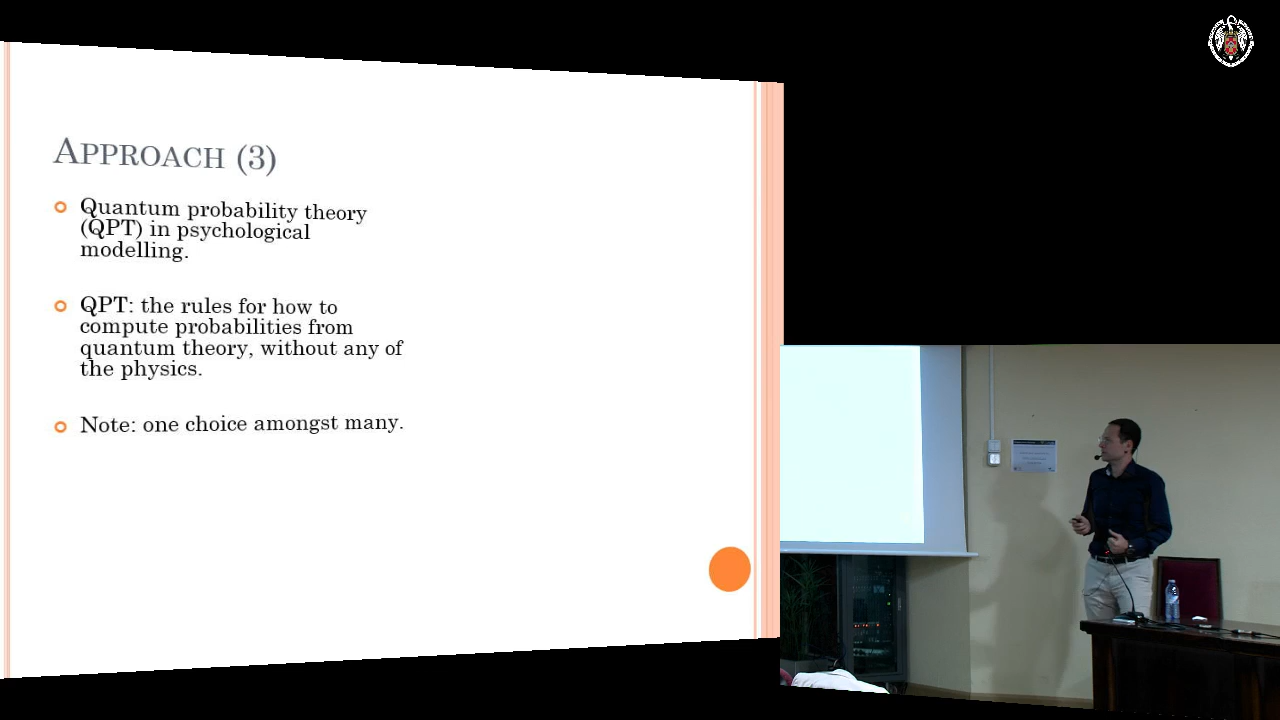 APPROACH (3)
Quantum probability theory
(QPT) in psychological
modelling.
QPT: the rules for how to
compute probabilities from
quantum theory, without any of
the physics.
Note: one choice amongst many.